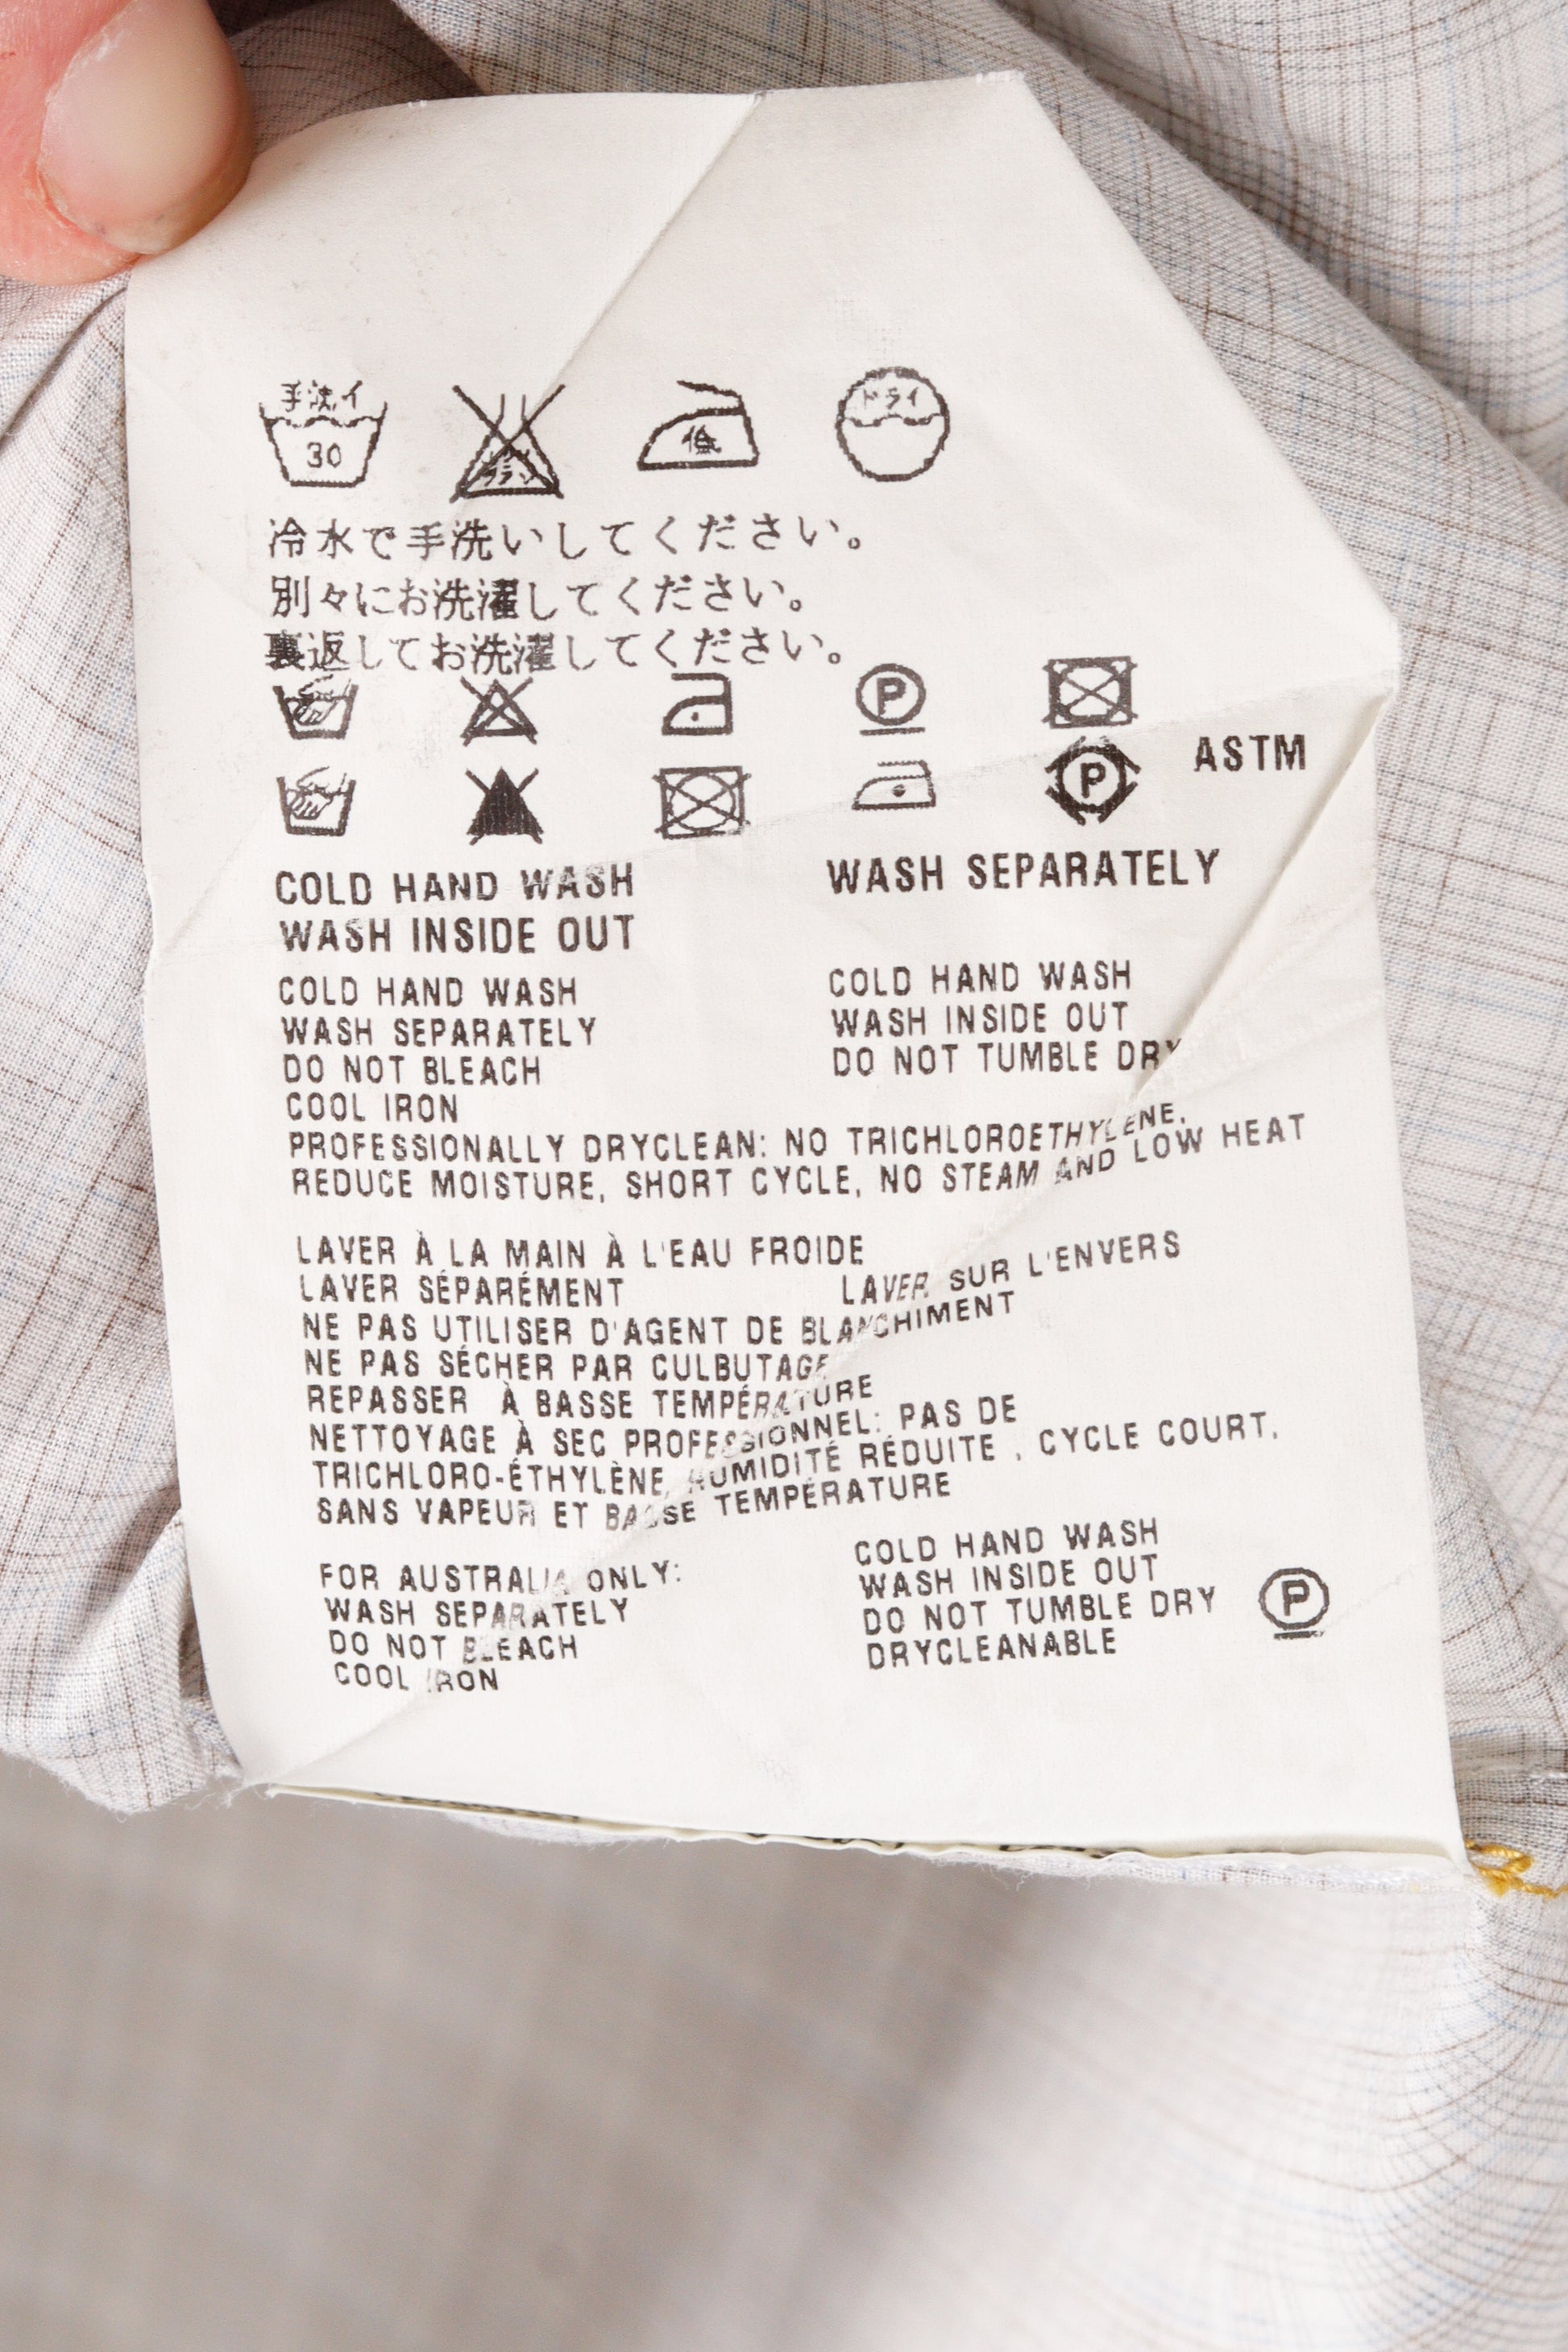 手洗イ
30
低
ドライ
冷水で手洗いしてください。
別々にお洗濯してください。
裏返してお洗濯してください。
P
P ASTM
COLD HAND WASH WASH SEPARATELY
WASH INSIDE OUT
COLD HAND WASH COLD HAND WASH
WASH SEPARATELY WASH INSIDE OUT
DO NOT BLEACH DO NOT TUMBLE DRY
COOL IRON
PROFESSIONALLY DRYCLEAN: NO TRICHLOROETHYLENE,
REDUCE MOISTURE, SHORT CYCLE, NO STEAM AND LOW HEAT
LAVER À LA MAIN À L'EAU FROIDE
LAVER SÉPARÉMENT LAVER SUR L'ENVERS
NE PAS UTILISER D'AGENT DE BLANCHIMENT
NE PAS SÉCHER PAR CULBUTAGE
REPASSER À BASSE TEMPÉRATURE
NETTOYAGE À SEC PROFESSIONNEL: PAS DE
TRICHLORO-ÉTHYLÈNE, HUMIDITÉ RÉDUITE , CYCLE COURT,
SANS VAPEUR ET BASSE TEMPÉRATURE
FOR AUSTRALIA ONLY: COLD HAND WASH
WASH SEPARATELY WASH INSIDE OUT
DO NOT BLEACH DO NOT TUMBLE DRY P
COOL IRON DRYCLEANABLE